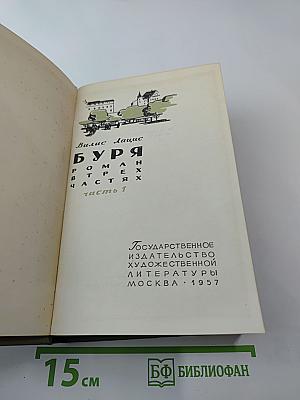 Вилис Лацис
БУРЯ
РОМАН
В ТРЕХ
ЧАСТЯХ
часть 1
ГОСУДАРСТВЕННОЕ
ИЗДАТЕЛЬСТВО
ХУДОЖЕСТВЕННОЙ
ЛИТЕРАТУРЫ
МОСКВА · 1957
15 см
БФ БИБЛИОФАН